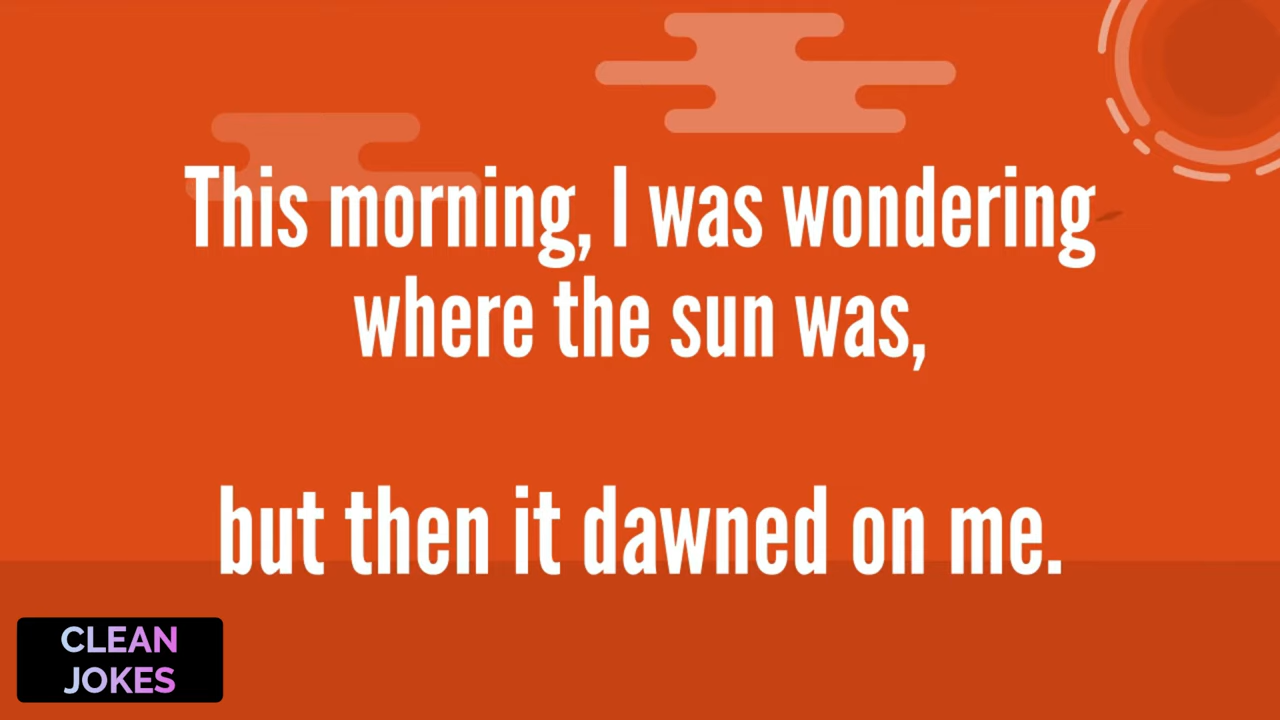 This morning, I was wondering
where the sun was,
but then it dawned on me.
CLEAN
JOKES